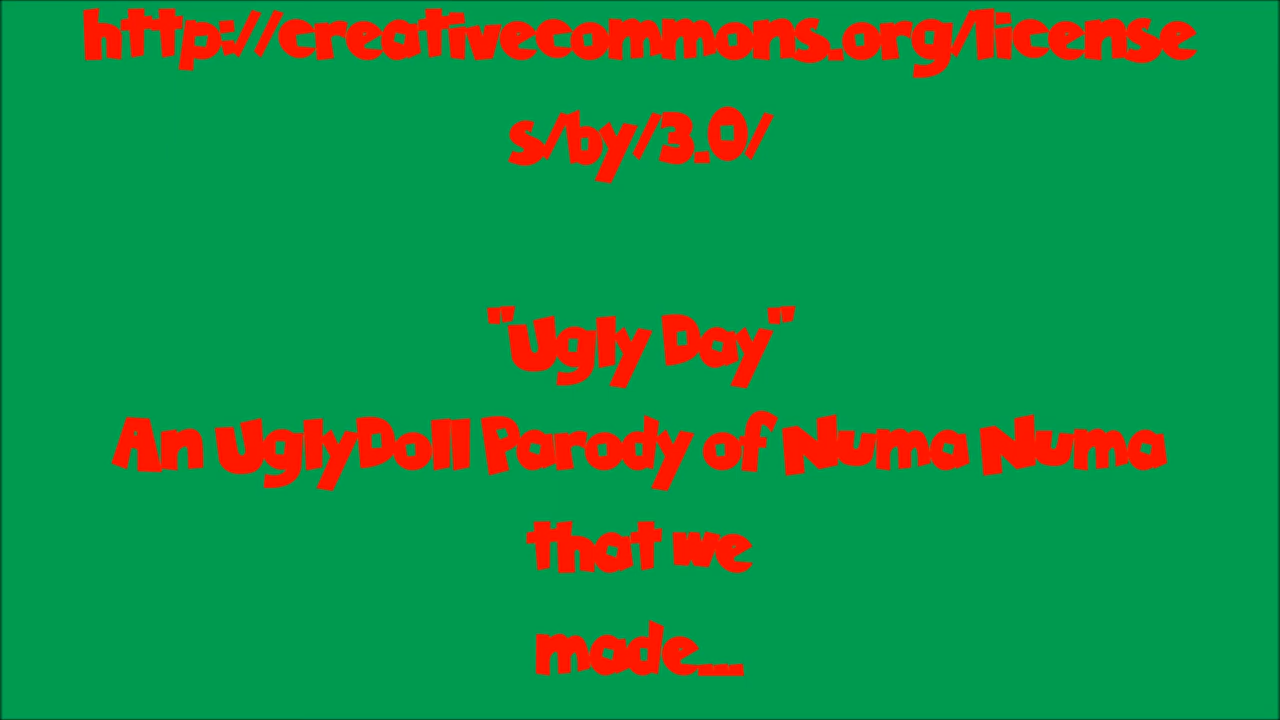 http://creativecommons.org/license
s/by/3.0/
"Ugly Day"
An UglyDoll Parody of Numa Numa
that we
made....